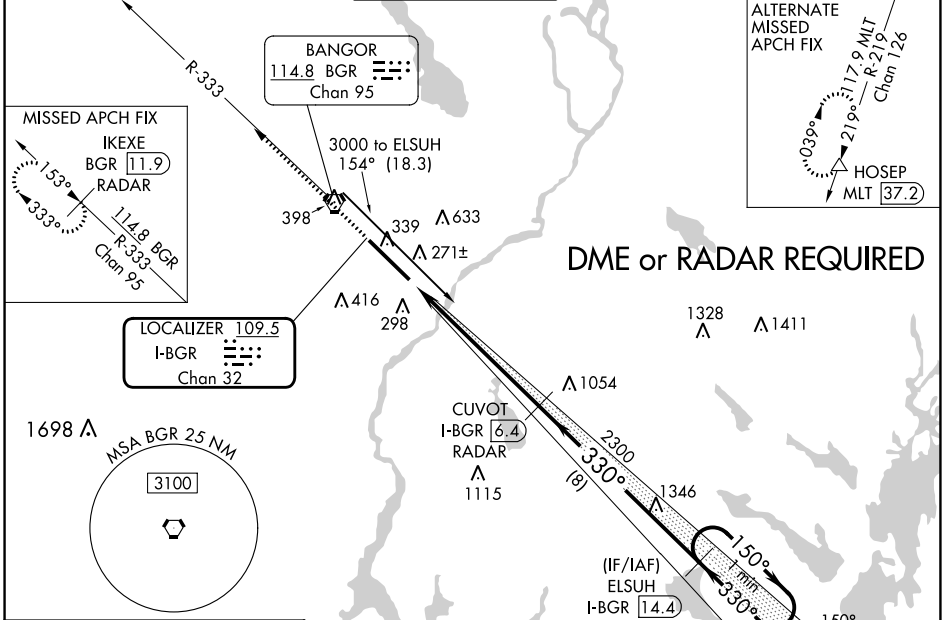 ALTERNATE
MISSED
APCH FIX
117.9 MLT
R-219
Chan 126
039°
219°
HOSEP
MLT 37.2
R-333
BANGOR
114.8 BGR
Chan 95
MISSED APCH FIX
IKEXE
BGR 11.9
RADAR
153°
333°
114.8 BGR
R-333
Chan 95
3000 to ELSUH
154° (18.3)
398
339
633
271±
DME or RADAR REQUIRED
416
298
1328
1411
LOCALIZER 109.5
I-BGR
Chan 32
1054
CUVOT
I-BGR 6.4
RADAR
1115
1698
MSA BGR 25 NM
3100
2300
330°
(8)
1346
150°
1 min
330°
(IF/IAF)
ELSUH
I-BGR 14.4
150°